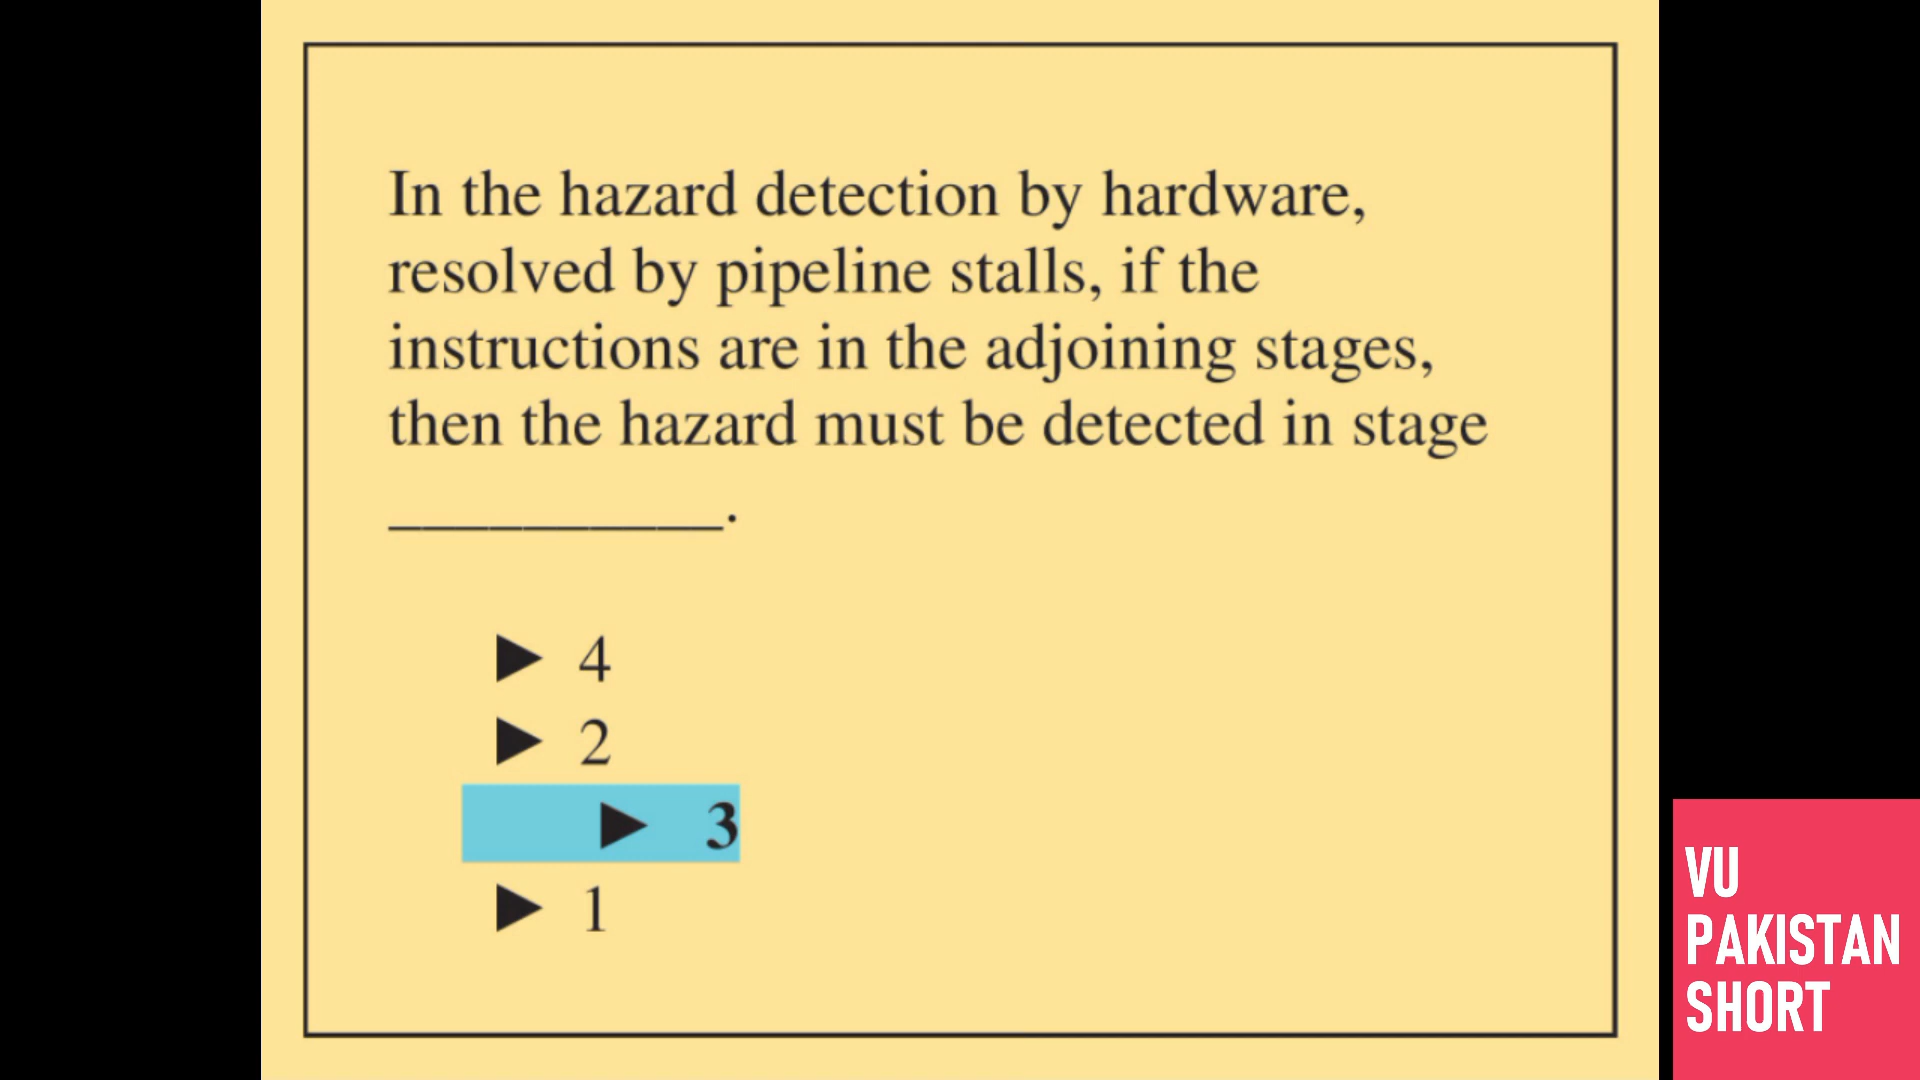 In the hazard detection by hardware,
resolved by pipeline stalls, if the
instructions are in the adjoining stages,
then the hazard must be detected in stage
__________.
► 4
► 2
► 3
► 1
VU
PAKISTAN
SHORT